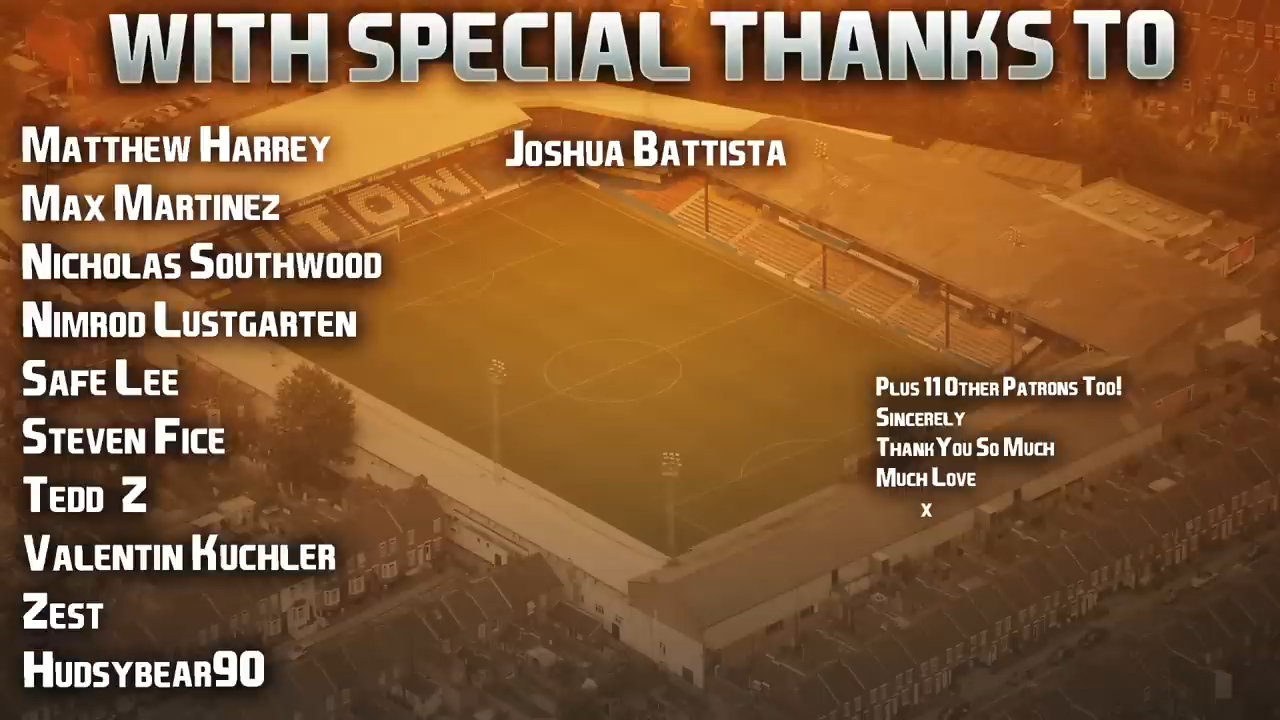 WITH SPECIAL THANKS TO
Matthew Harrey
Max Martinez
Nicholas Southwood
Nimrod Lustgarten
Safe Lee
Steven Fice
Tedd Z
Valentin Kuchler
Zest
Hudsybear90
Joshua Battista
TON
Plus 11 Other Patrons Too!
Sincerely
Thank You So Much
Much Love
x